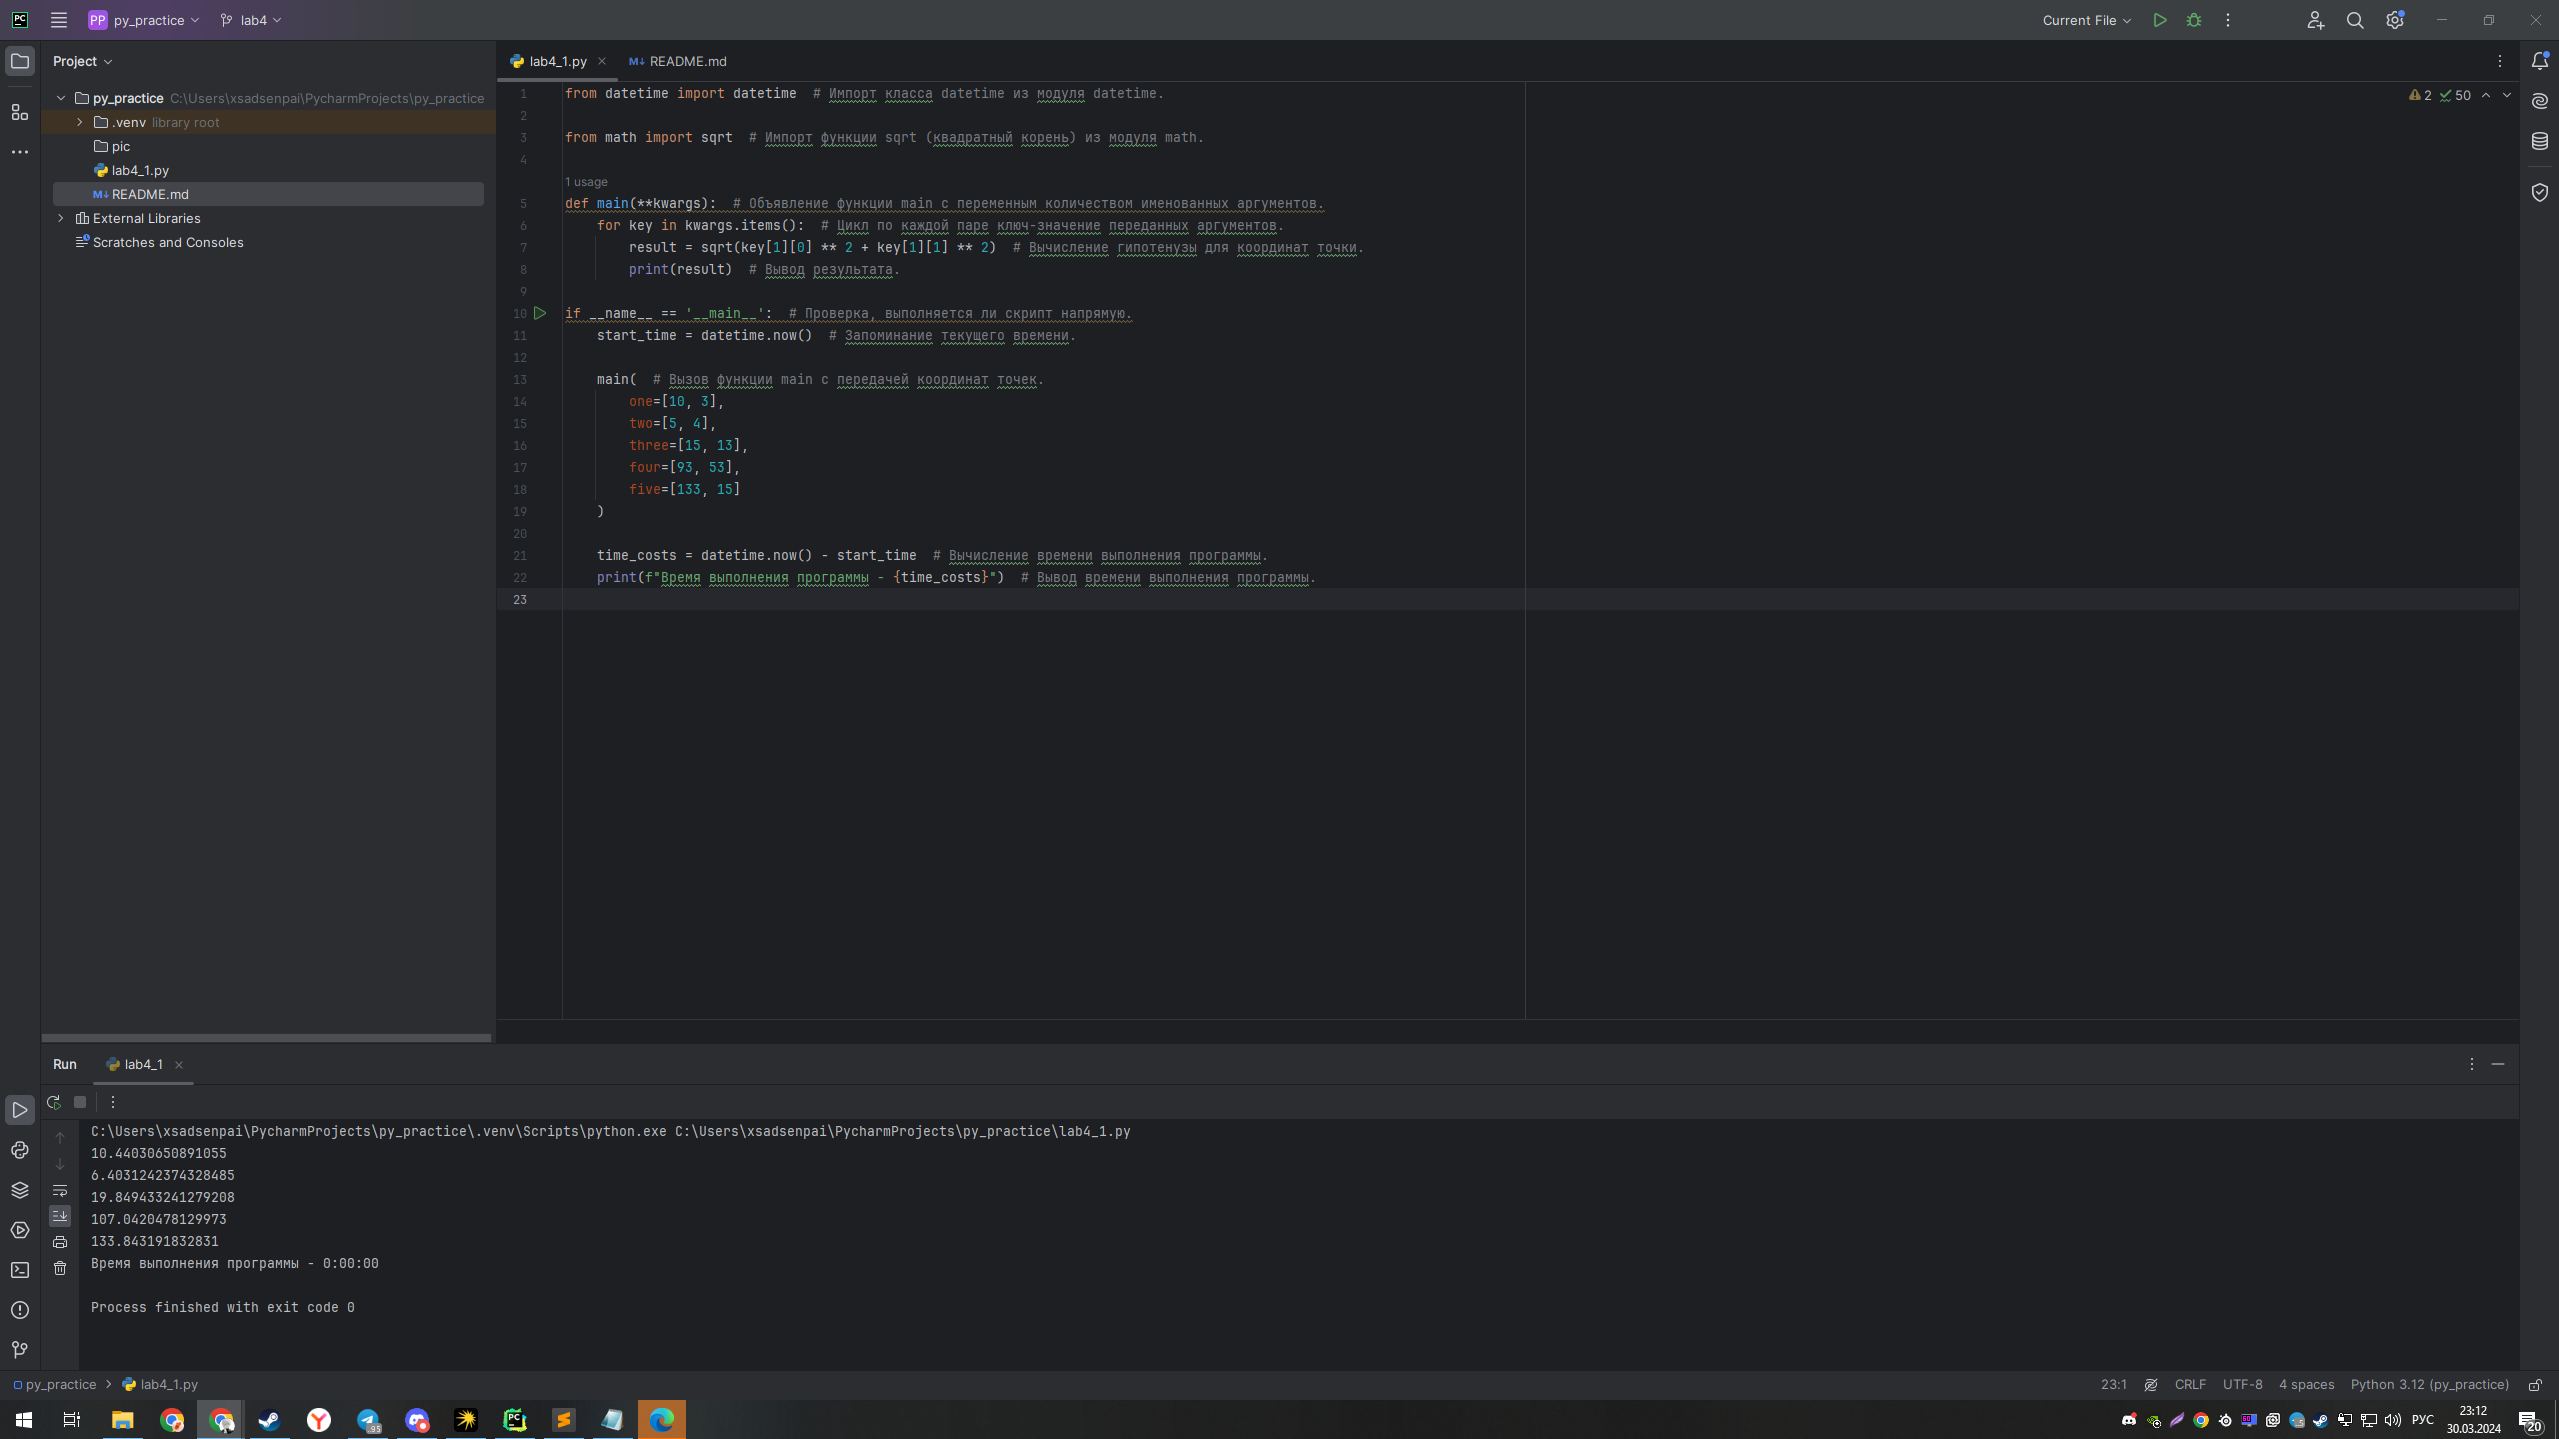 PC PP py_practice lab4 Current File
Project
py_practice C:\Users\xsadsenpai\PycharmProjects\py_practice
.venv library root
pic
lab4_1.py
README.md
External Libraries
Scratches and Consoles
lab4_1.py README.md
2 50
1 from datetime import datetime  # Импорт класса datetime из модуля datetime.
2
3 from math import sqrt  # Импорт функции sqrt (квадратный корень) из модуля math.
4
1 usage
5 def main(**kwargs):  # Объявление функции main с переменным количеством именованных аргументов.
6     for key in kwargs.items():  # Цикл по каждой паре ключ-значение переданных аргументов.
7         result = sqrt(key[1][0] ** 2 + key[1][1] ** 2)  # Вычисление гипотенузы для координат точки.
8         print(result)  # Вывод результата.
9
10 if __name__ == '__main__':  # Проверка, выполняется ли скрипт напрямую.
11     start_time = datetime.now()  # Запоминание текущего времени.
12
13     main(  # Вызов функции main с передачей координат точек.
14         one=[10, 3],
15         two=[5, 4],
16         three=[15, 13],
17         four=[93, 53],
18         five=[133, 15]
19     )
20
21     time_costs = datetime.now() - start_time  # Вычисление времени выполнения программы.
22     print(f"Время выполнения программы - {time_costs}")  # Вывод времени выполнения программы.
23
Run lab4_1
C:\Users\xsadsenpai\PycharmProjects\py_practice\.venv\Scripts\python.exe C:\Users\xsadsenpai\PycharmProjects\py_practice\lab4_1.py
10.44030650891055
6.4031242374328485
19.849433241279208
107.0420478129973
133.843191832831
Время выполнения программы - 0:00:00
Process finished with exit code 0
py_practice > lab4_1.py 23:1 CRLF UTF-8 4 spaces Python 3.12 (py_practice)
95 PC 60 РУС 23:12
30.03.2024 20